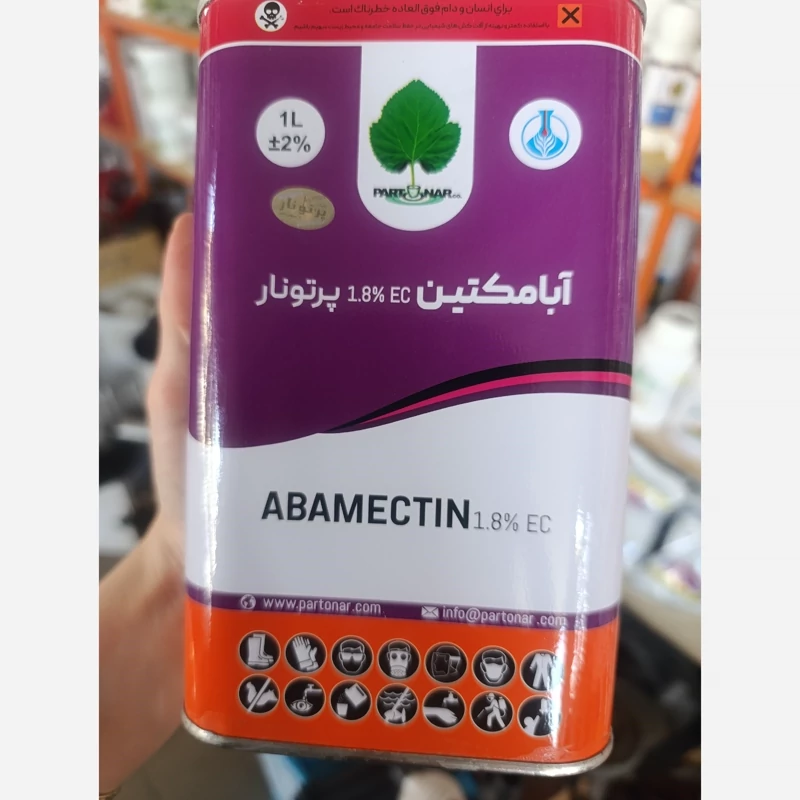 برای انسان و دام فوق العاده خطرناک است.
1L
±2%
PARTONAR CO.
پرتونار
آبامکتین 1.8% EC پرتونار
ABAMECTIN 1.8% EC
www.partonar.com
info@partonar.com